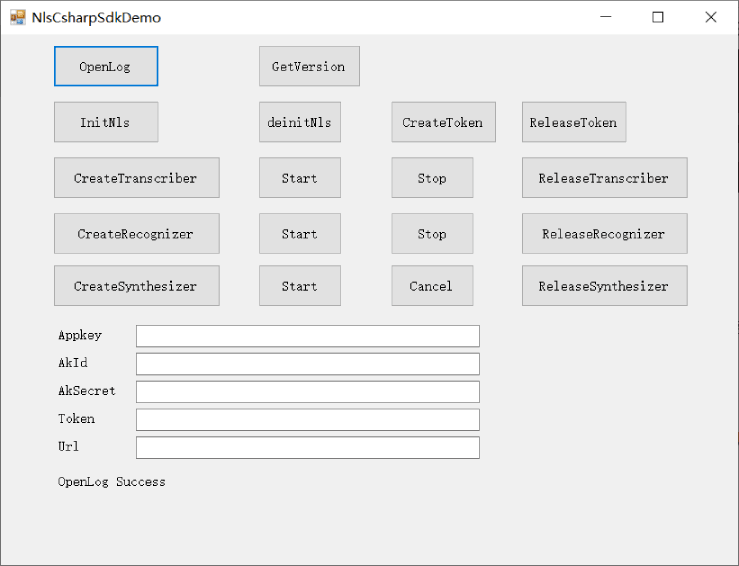 NlsCsharpSdkDemo
OpenLog GetVersion
InitNls deinitNls CreateToken ReleaseToken
CreateTranscriber Start Stop ReleaseTranscriber
CreateRecognizer Start Stop ReleaseRecognizer
CreateSynthesizer Start Cancel ReleaseSynthesizer
Appkey
AkId
AkSecret
Token
Url
OpenLog Success